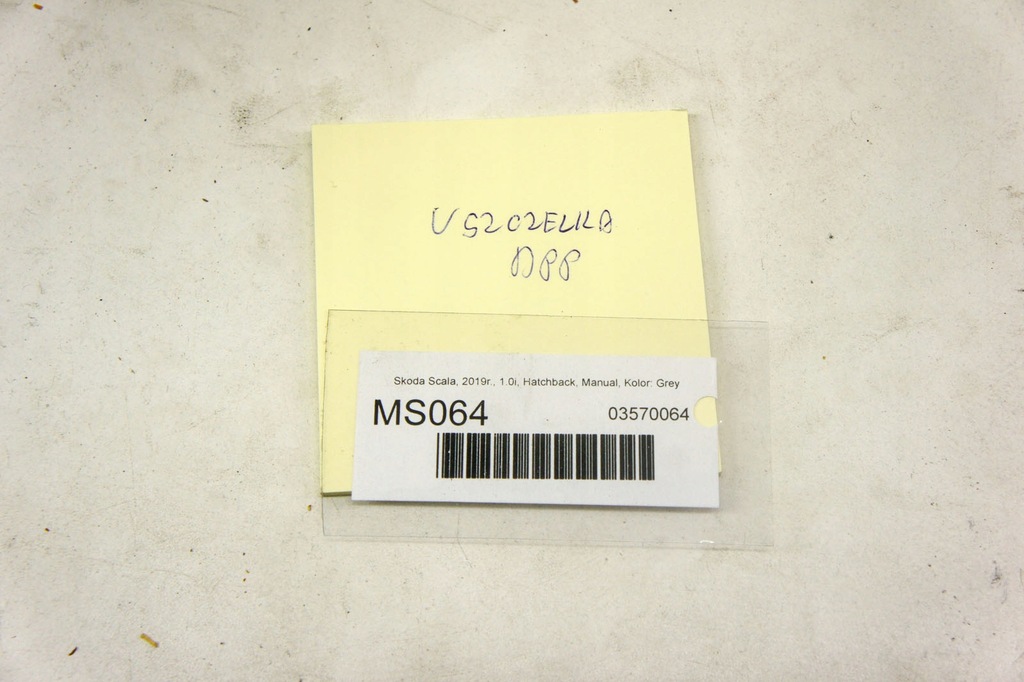 USZCZELKA
DPP
Skoda Scala, 2019r., 1.0i, Hatchback, Manual, Kolor: Grey
MS064
03570064